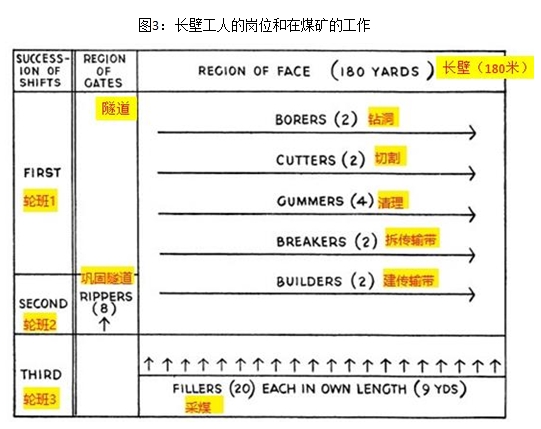 图3：长壁工人的岗位和在煤矿的工作
SUCCESS-
ION OF
SHIFTS
REGION
OF
GATES
REGION OF FACE (180 YARDS)
长壁（180米）
隧道
BORERS (2) 钻洞
CUTTERS (2) 切割
FIRST
轮班1
GUMMERS (4) 清理
BREAKERS (2) 拆传输带
巩固隧道
BUILDERS (2) 建传输带
SECOND
轮班2
RIPPERS
(8)
THIRD
轮班3
FILLERS (20) EACH IN OWN LENGTH (9 YDS)
采煤